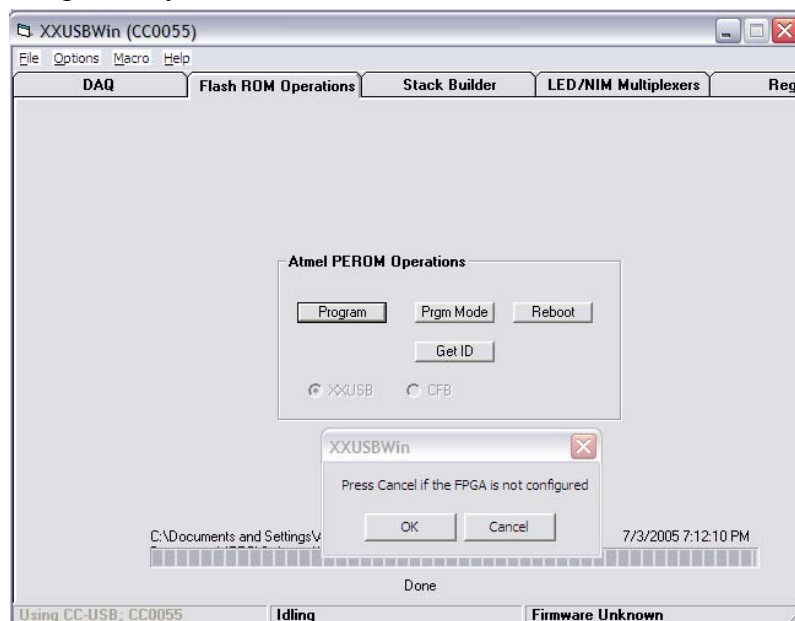 XXUSBWin (CC0055)
File Options Macro Help
DAQ Flash ROM Operations Stack Builder LED/NIM Multiplexers Reg
Atmel PEROM Operations
Program Prgm Mode Reboot
Get ID
XXUSB CFB
XXUSBWin
Press Cancel if the FPGA is not configured
OK Cancel
C:\Documents and Settings\ 7/3/2005 7:12:10 PM
Done
Using CC-USB; CC0055 Idling Firmware Unknown